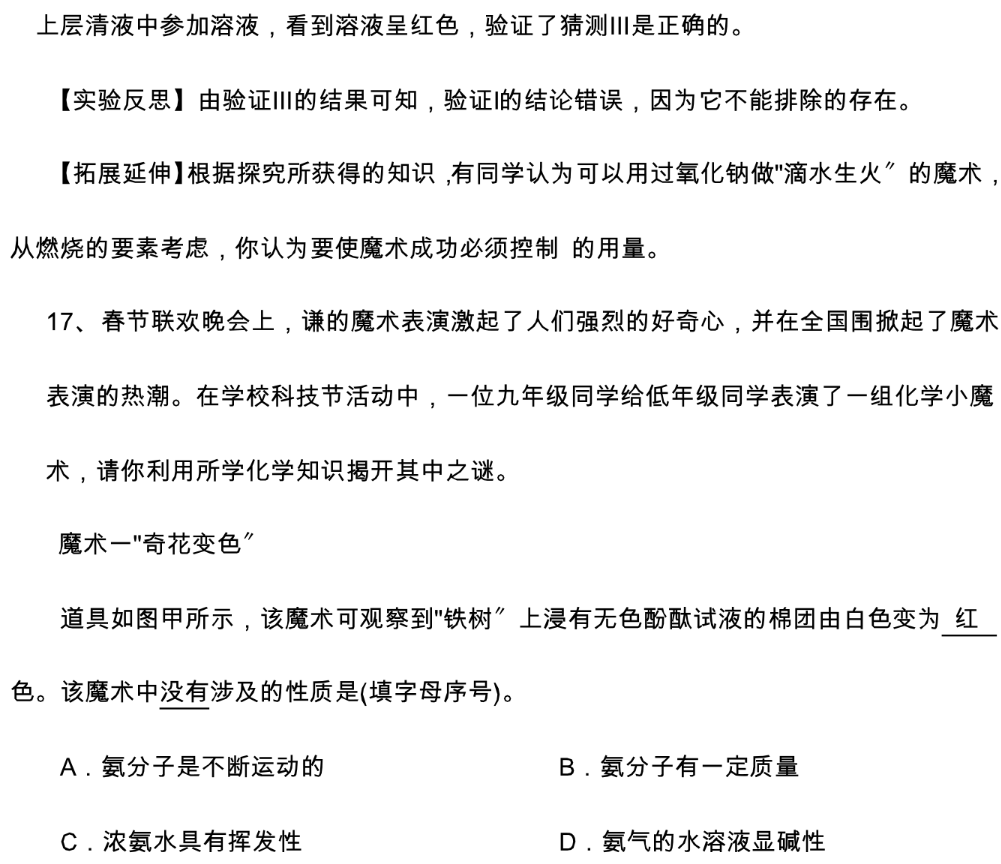 上层清液中参加溶液，看到溶液呈红色，验证了猜测III是正确的。
【实验反思】由验证III的结果可知，验证I的结论错误，因为它不能排除的存在。
【拓展延伸】根据探究所获得的知识 ,有同学认为可以用过氧化钠做"滴水生火〞的魔术，
从燃烧的要素考虑，你认为要使魔术成功必须控制 的用量。
17、春节联欢晚会上，谦的魔术表演激起了人们强烈的好奇心，并在全国围掀起了魔术
表演的热潮。在学校科技节活动中，一位九年级同学给低年级同学表演了一组化学小魔
术，请你利用所学化学知识揭开其中之谜。
魔术一"奇花变色〞
道具如图甲所示，该魔术可观察到"铁树〞上浸有无色酚酞试液的棉团由白色变为 红
色。该魔术中没有涉及的性质是(填字母序号)。
A．氨分子是不断运动的 B．氨分子有一定质量
C．浓氨水具有挥发性 D．氨气的水溶液显碱性